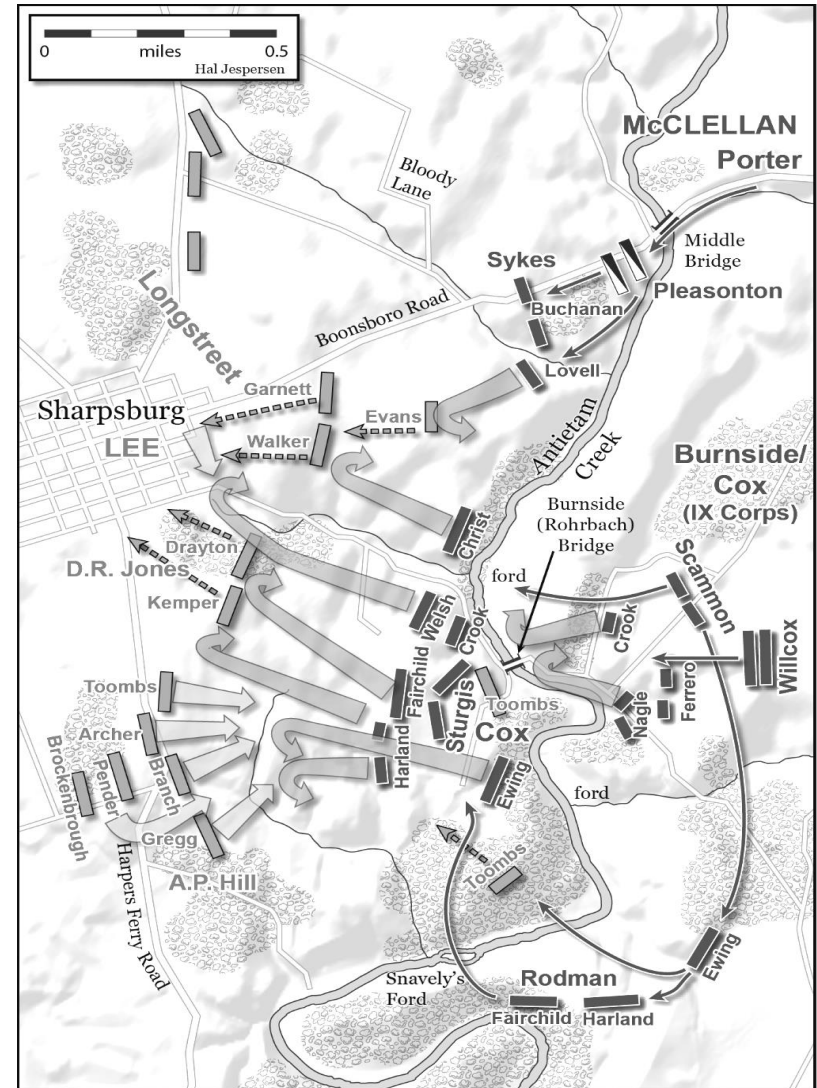 0 miles 0.5
Hal Jespersen
McCLELLAN
Porter
Bloody
Lane
Middle
Bridge
Sykes
Pleasonton
Buchanan
Boonsboro Road
Longstreet
Lovell
Garnett
Evans
Sharpsburg
LEE
Walker
Antietam
Creek
Burnside/
Cox
(IX Corps)
Burnside
(Rohrbach)
Bridge
Christ
Drayton
D.R. Jones
Kemper
ford
Scammon
Welsh
Crook
Crook
Willcox
Fairchild
Sturgis
Toombs
Toombs
Nagle
Ferrero
Cox
Archer
Harland
Brockenbrough
Pender
Branch
Ewing
ford
Gregg
A.P. Hill
Toombs
Harpers Ferry Road
Ewing
Snavely's
Ford
Rodman
Fairchild
Harland